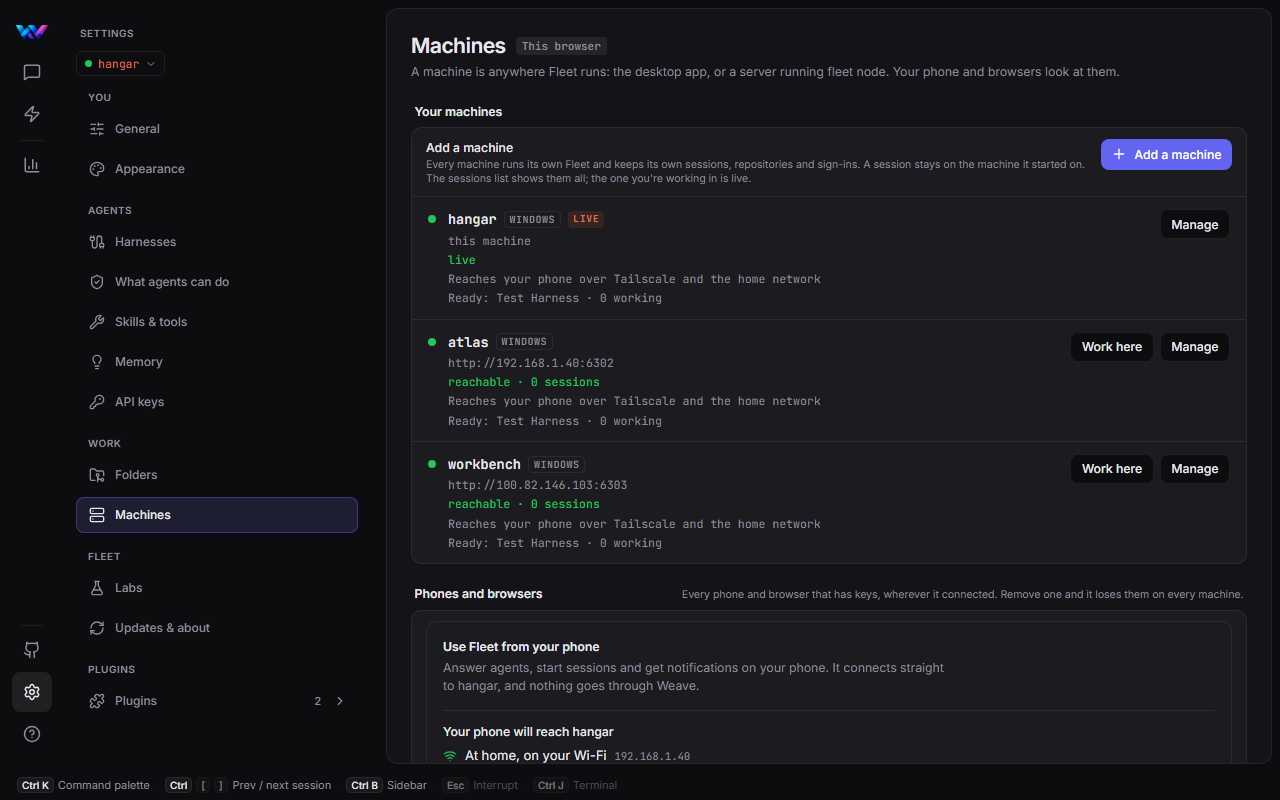 SETTINGS
hangar
YOU
General
Appearance
AGENTS
Harnesses
What agents can do
Skills & tools
Memory
API keys
WORK
Folders
Machines
FLEET
Labs
Updates & about
PLUGINS
Plugins 2
Machines This browser
A machine is anywhere Fleet runs: the desktop app, or a server running fleet node. Your phone and browsers look at them.
Your machines
Add a machine
Every machine runs its own Fleet and keeps its own sessions, repositories and sign-ins. A session stays on the machine it started on.
The sessions list shows them all; the one you're working in is live.
+ Add a machine
hangar WINDOWS LIVE
Manage
this machine
live
Reaches your phone over Tailscale and the home network
Ready: Test Harness · 0 working
atlas WINDOWS
Work here Manage
http://192.168.1.40:6302
reachable · 0 sessions
Reaches your phone over Tailscale and the home network
Ready: Test Harness · 0 working
workbench WINDOWS
Work here Manage
http://100.82.146.103:6303
reachable · 0 sessions
Reaches your phone over Tailscale and the home network
Ready: Test Harness · 0 working
Phones and browsers
Every phone and browser that has keys, wherever it connected. Remove one and it loses them on every machine.
Use Fleet from your phone
Answer agents, start sessions and get notifications on your phone. It connects straight
to hangar, and nothing goes through Weave.
Your phone will reach hangar
At home, on your Wi-Fi 192.168.1.40
Ctrl K Command palette · Ctrl [ ] Prev / next session · Ctrl B Sidebar · Esc Interrupt · Ctrl J Terminal